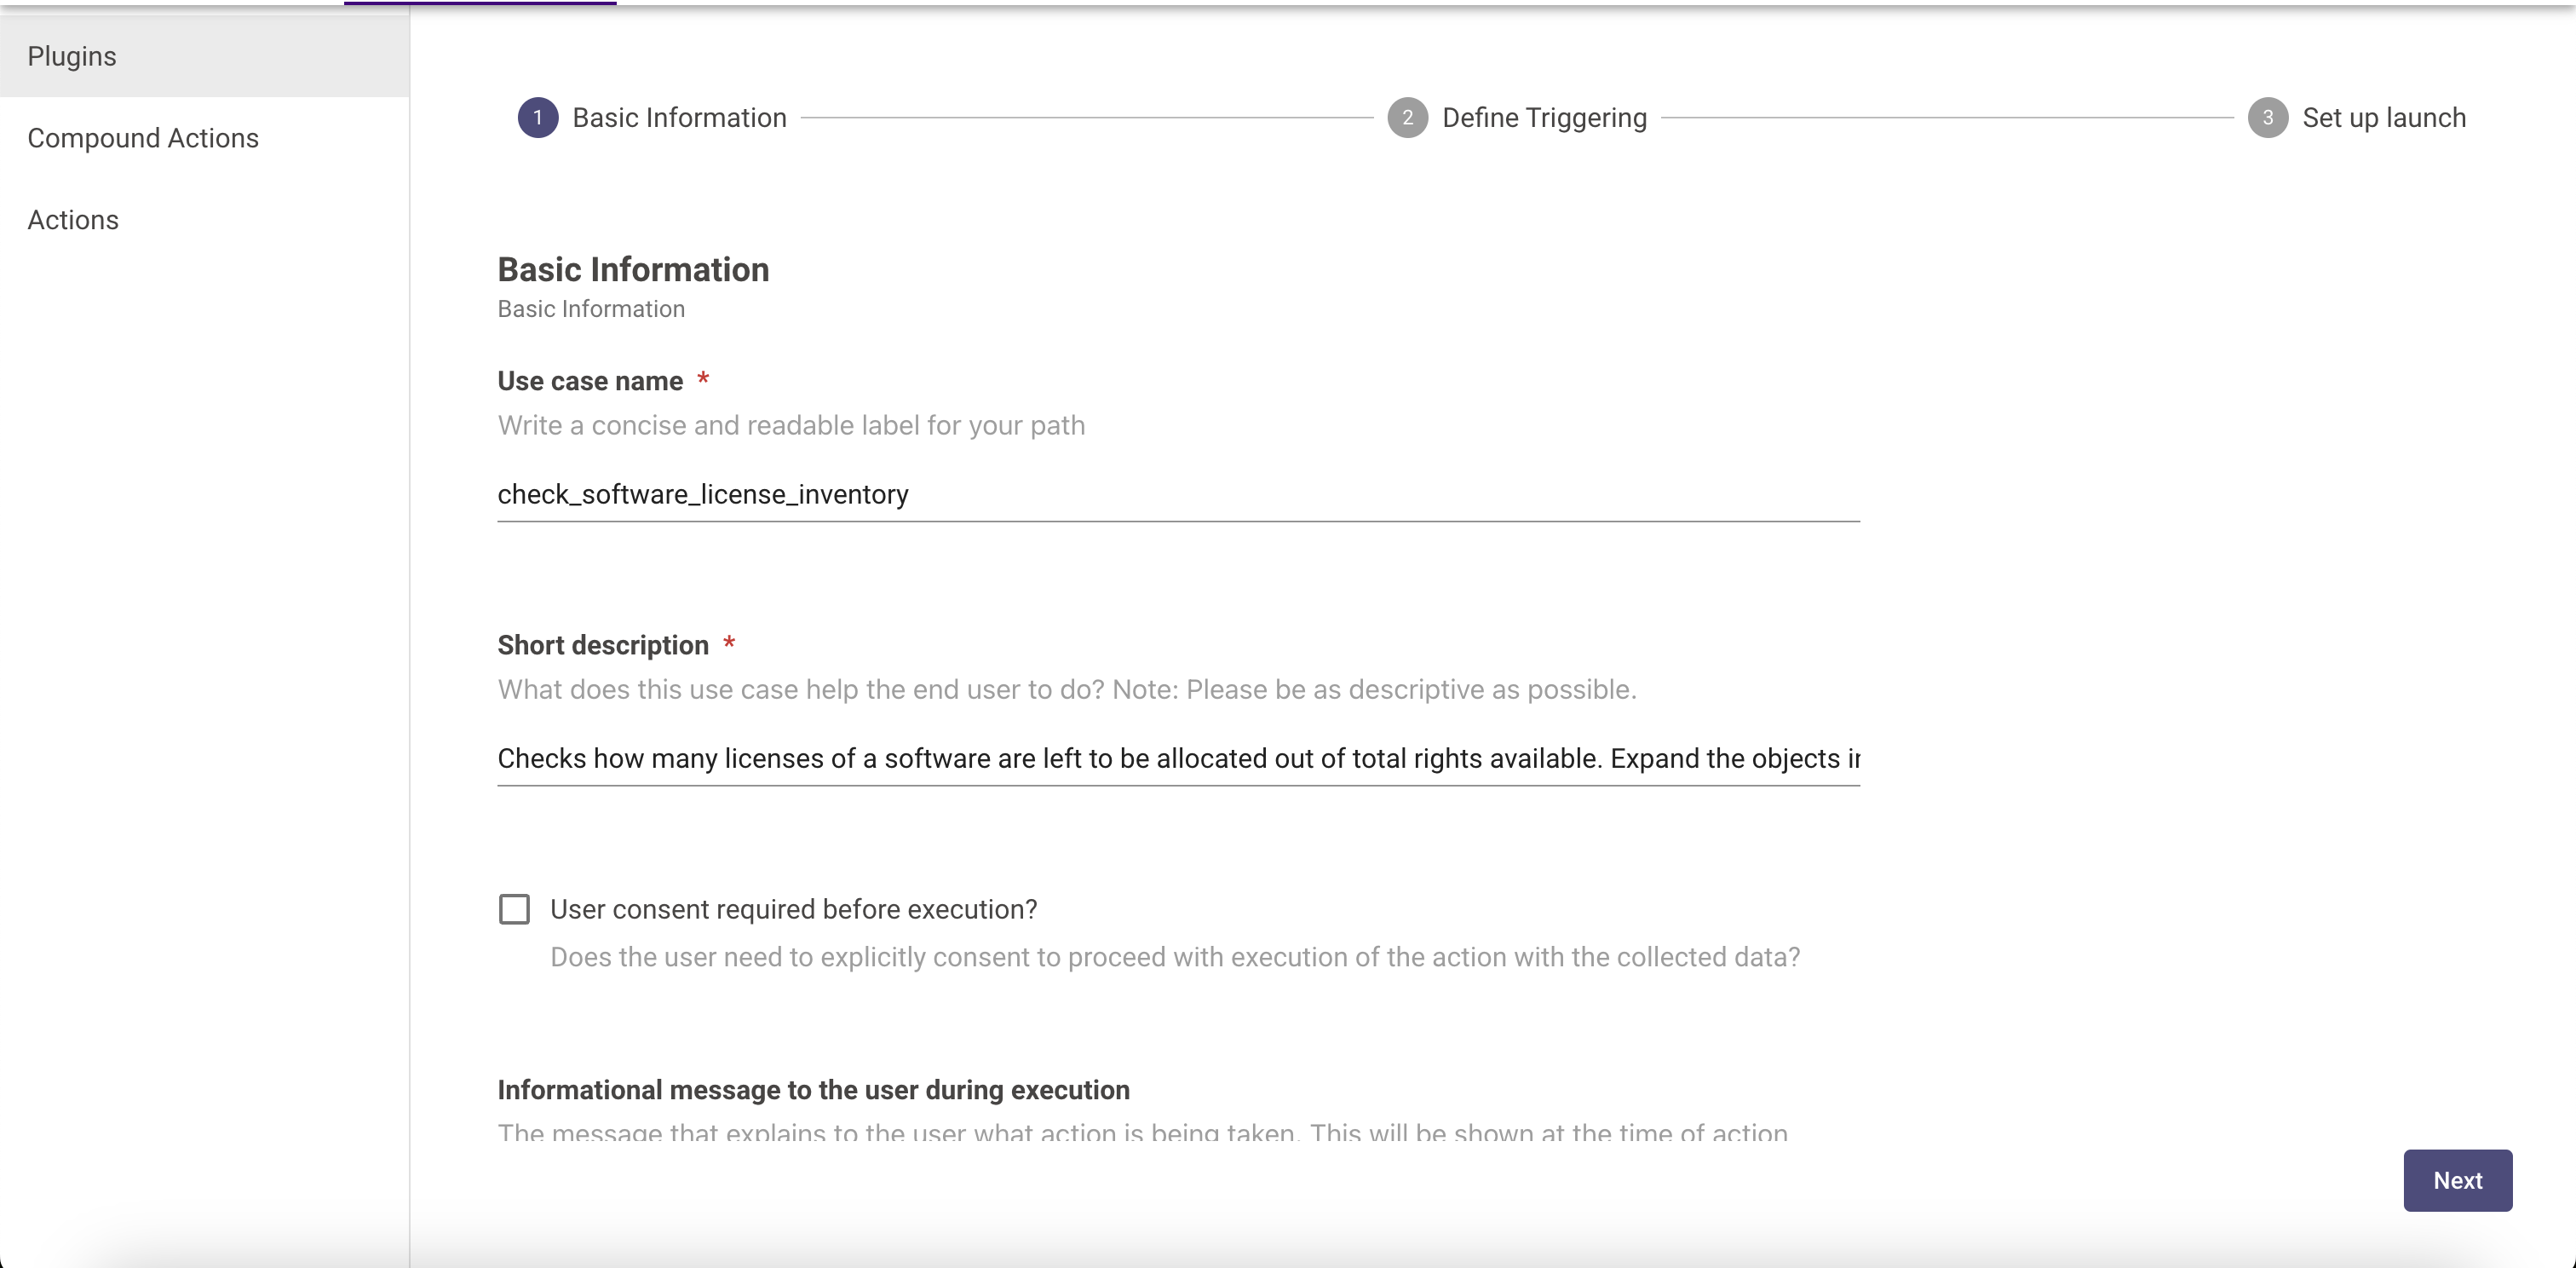 Plugins
Compound Actions
Actions
1 Basic Information
2 Define Triggering
3 Set up launch
Basic Information
Basic Information
Use case name *
Write a concise and readable label for your path
check_software_license_inventory
Short description *
What does this use case help the end user to do? Note: Please be as descriptive as possible.
Checks how many licenses of a software are left to be allocated out of total rights available. Expand the objects
User consent required before execution?
Does the user need to explicitly consent to proceed with execution of the action with the collected data?
Informational message to the user during execution
The message that explains to the user what action is being taken. This will be shown at the time of action
Next